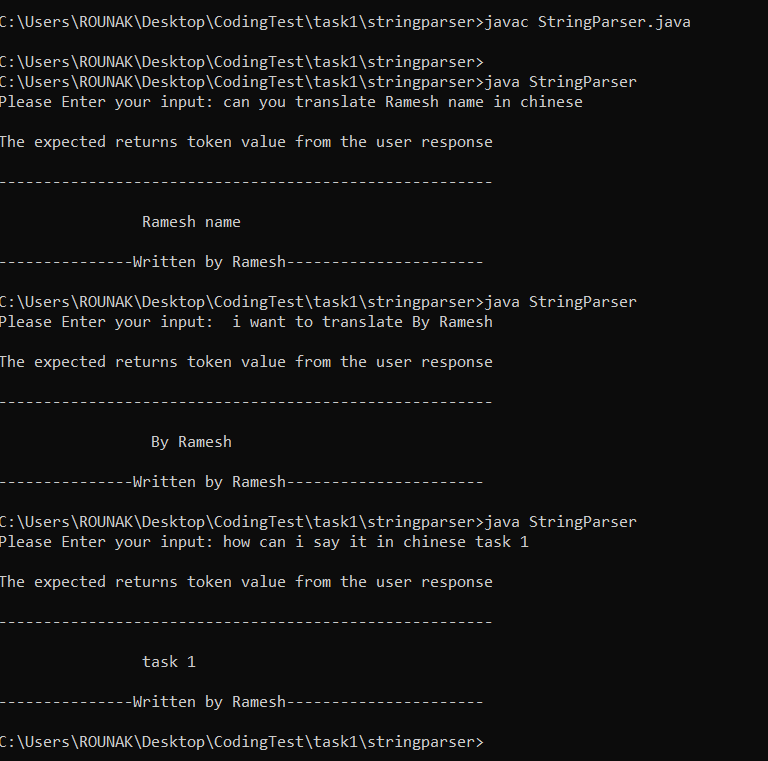 C:\Users\ROUNAK\Desktop\CodingTest\task1\stringparser>javac StringParser.java
C:\Users\ROUNAK\Desktop\CodingTest\task1\stringparser>
C:\Users\ROUNAK\Desktop\CodingTest\task1\stringparser>java StringParser
Please Enter your input: can you translate Ramesh name in chinese
The expected returns token value from the user response
-------------------------------------------------------
Ramesh name
---------------Written by Ramesh----------------------
C:\Users\ROUNAK\Desktop\CodingTest\task1\stringparser>java StringParser
Please Enter your input:  i want to translate By Ramesh
The expected returns token value from the user response
-------------------------------------------------------
By Ramesh
---------------Written by Ramesh----------------------
C:\Users\ROUNAK\Desktop\CodingTest\task1\stringparser>java StringParser
Please Enter your input: how can i say it in chinese task 1
The expected returns token value from the user response
-------------------------------------------------------
task 1
---------------Written by Ramesh----------------------
C:\Users\ROUNAK\Desktop\CodingTest\task1\stringparser>